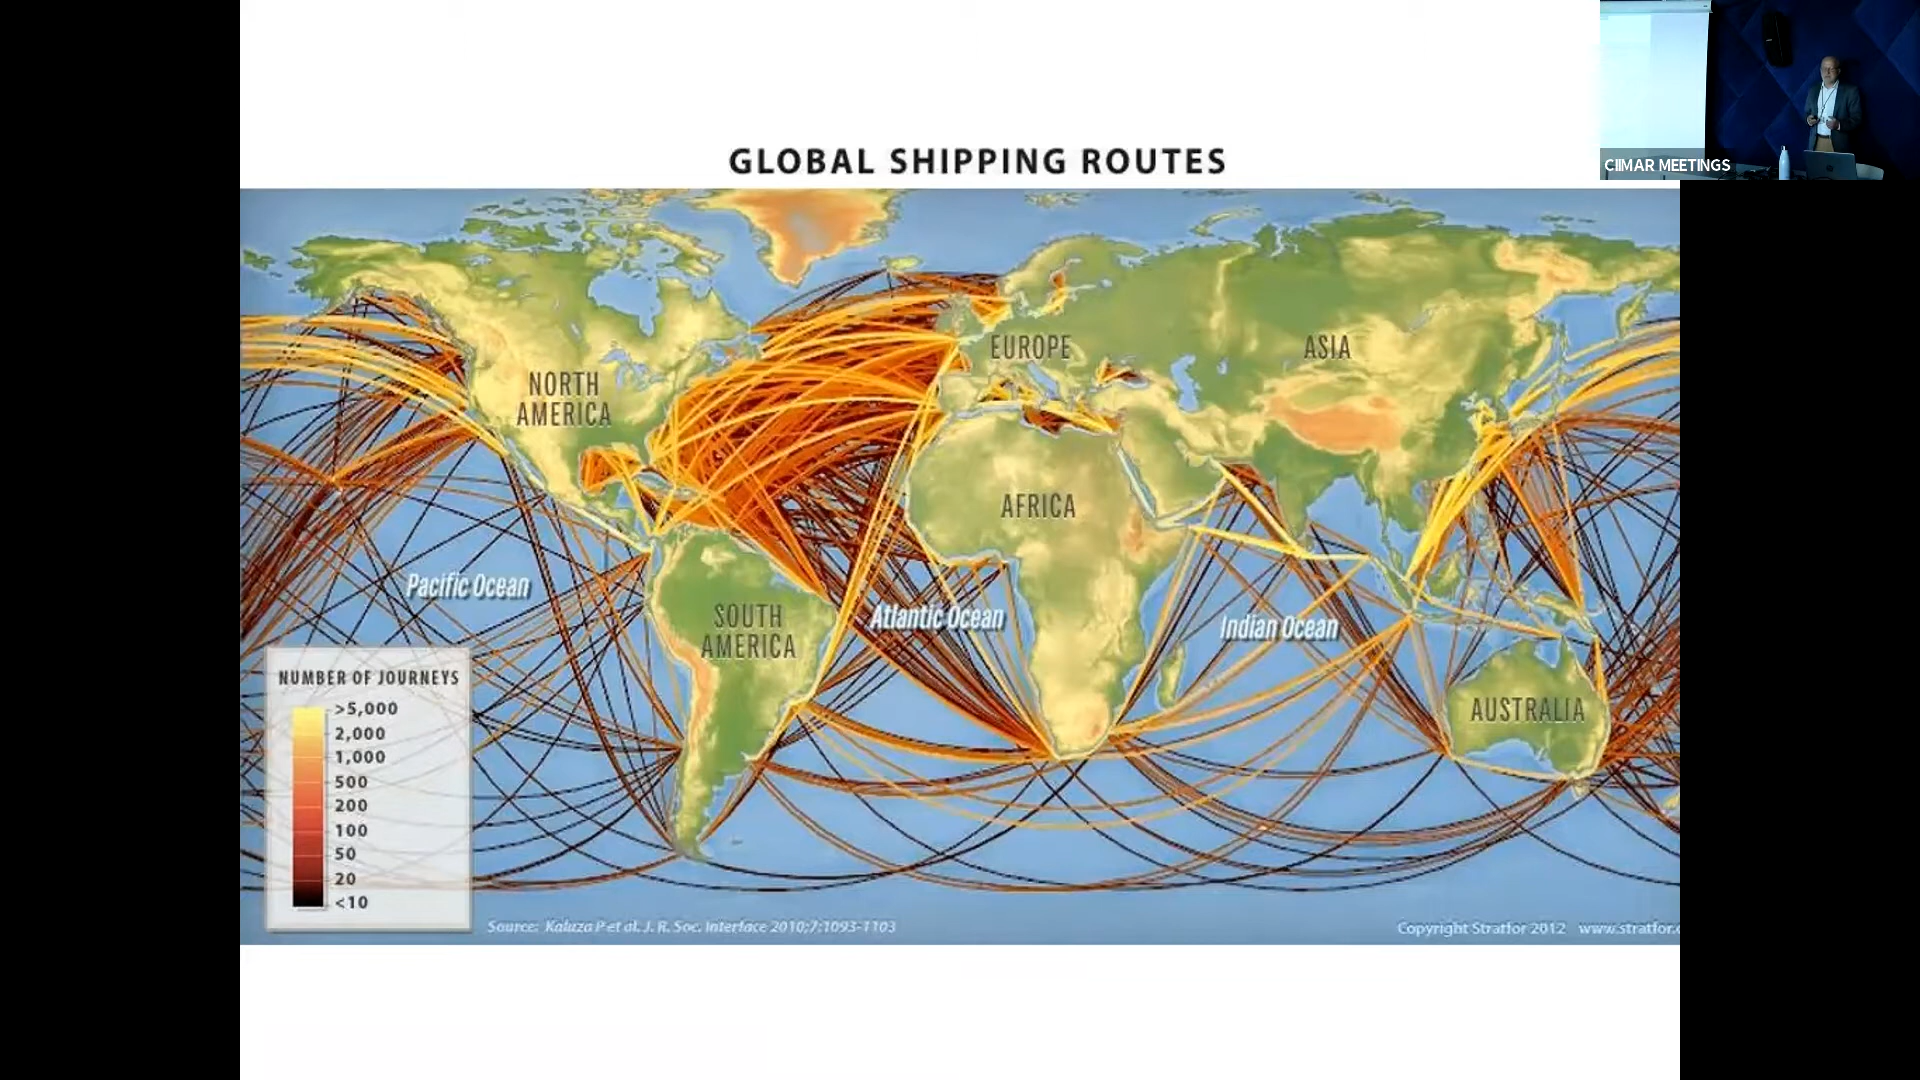 GLOBAL SHIPPING ROUTES
CIIMAR MEETINGS
EUROPE
ASIA
NORTH
AMERICA
AFRICA
Pacific Ocean
SOUTH
AMERICA
Atlantic Ocean
Indian Ocean
AUSTRALIA
NUMBER OF JOURNEYS
>5,000
2,000
1,000
500
200
100
50
20
<10
Source: Kaluza P et al. J. R. Soc. Interface 2010;7:1093-1103
Copyright Stratfor 2012 www.stratfor.c